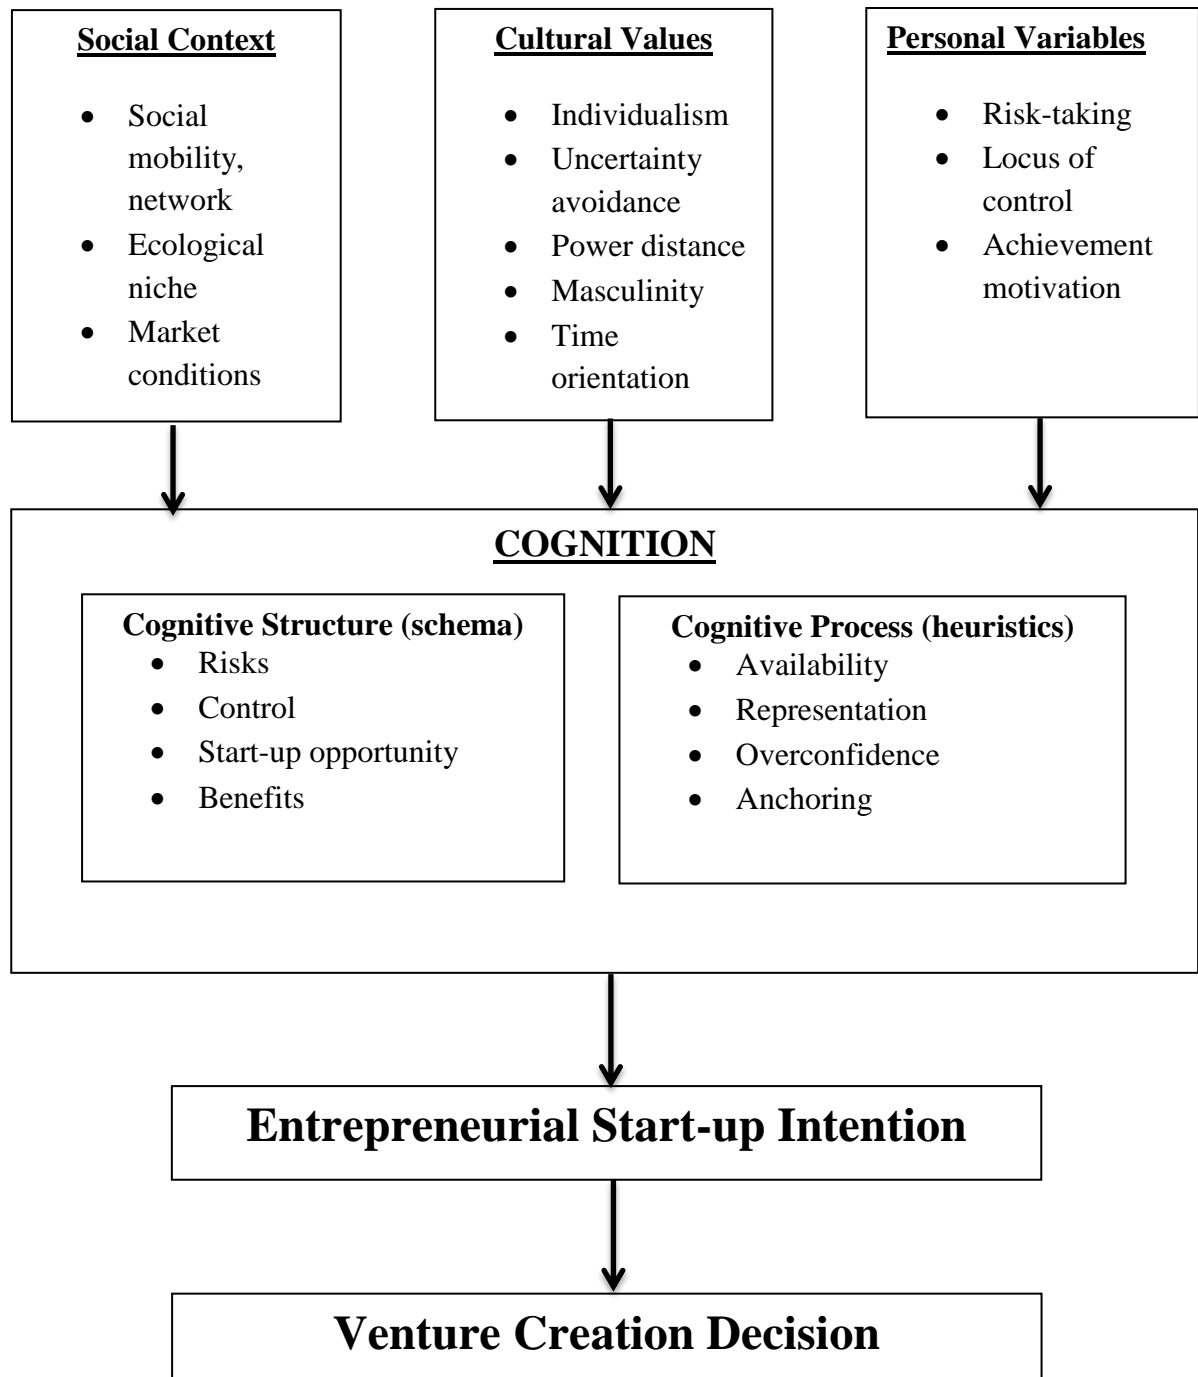 Social Context
• Social
mobility,
network
• Ecological
niche
• Market
conditions
Cultural Values
• Individualism
• Uncertainty
avoidance
• Power distance
• Masculinity
• Time
orientation
Personal Variables
• Risk-taking
• Locus of
control
• Achievement
motivation
COGNITION
Cognitive Structure (schema)
• Risks
• Control
• Start-up opportunity
• Benefits
Cognitive Process (heuristics)
• Availability
• Representation
• Overconfidence
• Anchoring
Entrepreneurial Start-up Intention
Venture Creation Decision